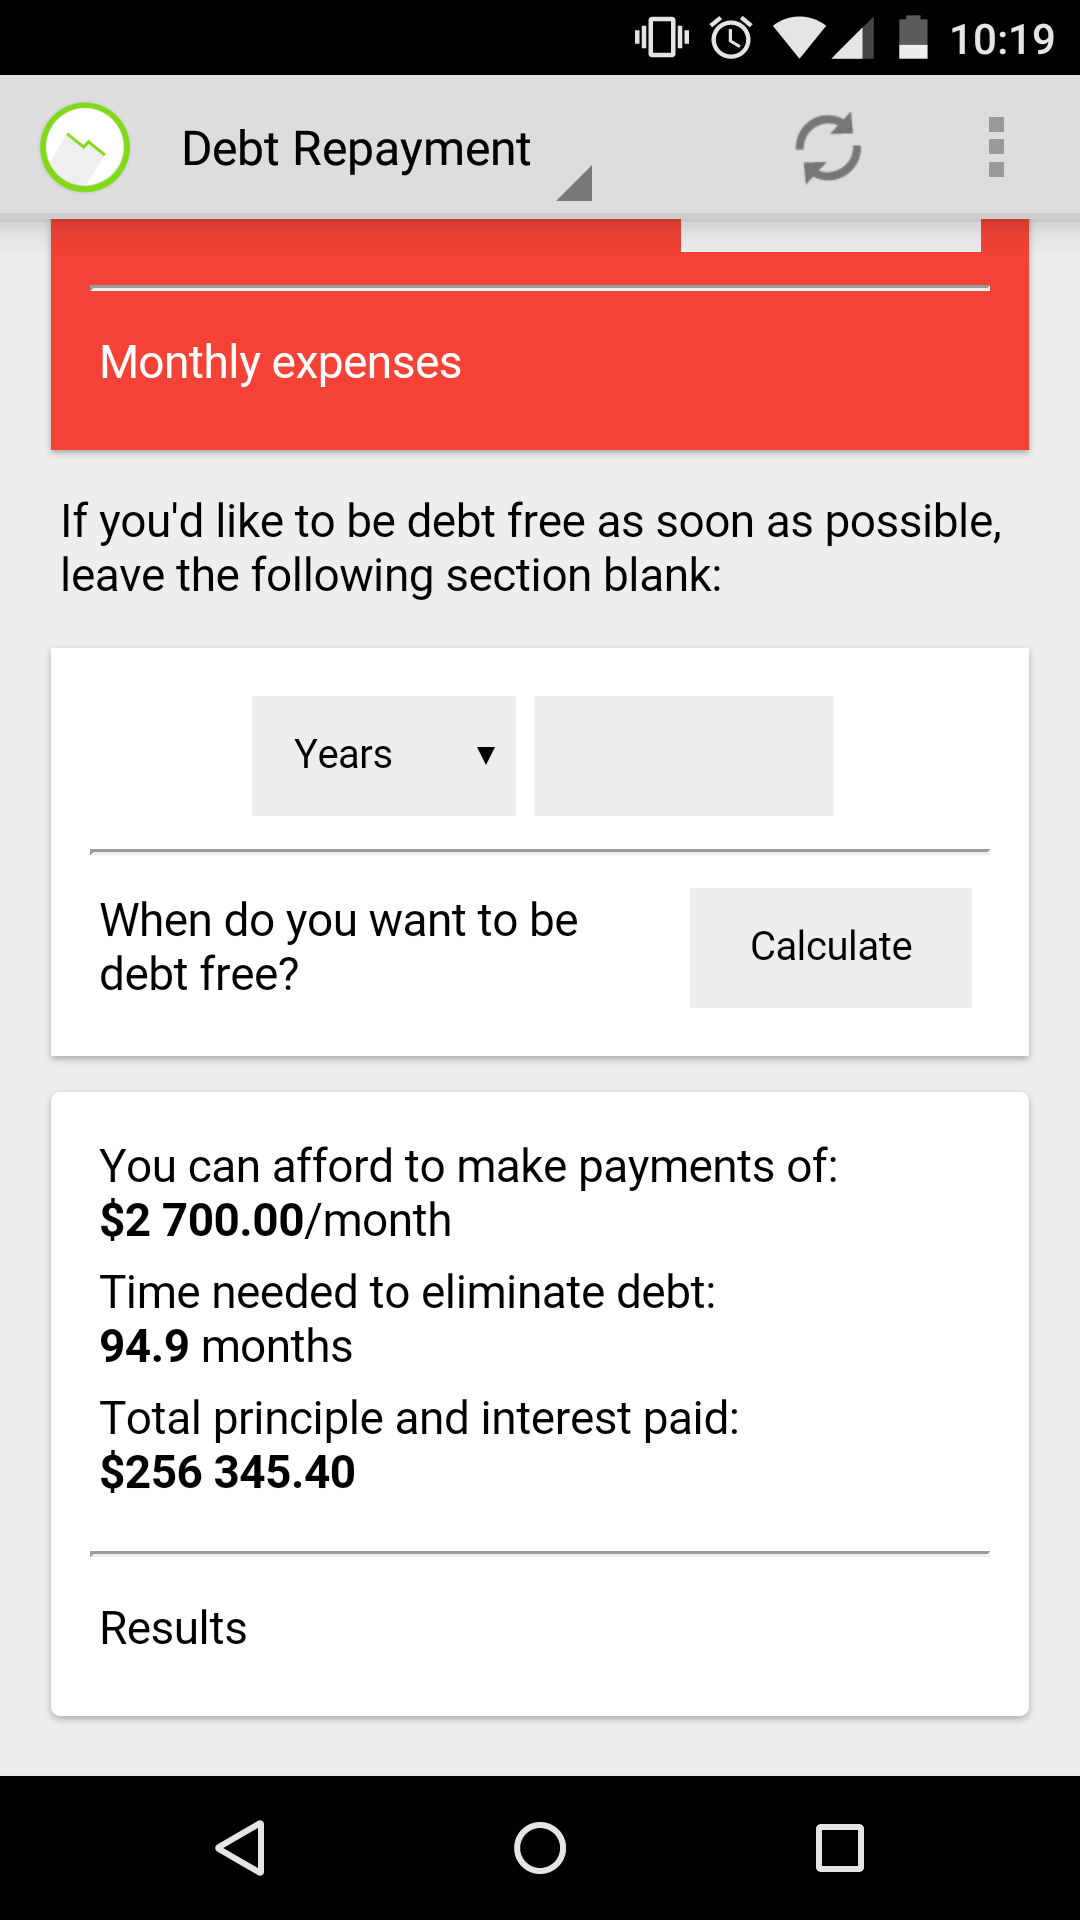 10:19
Debt Repayment
Monthly expenses
If you'd like to be debt free as soon as possible,
leave the following section blank:
Years
When do you want to be
debt free?
Calculate
You can afford to make payments of:
$2 700.00/month
Time needed to eliminate debt:
94.9 months
Total principle and interest paid:
$256 345.40
Results